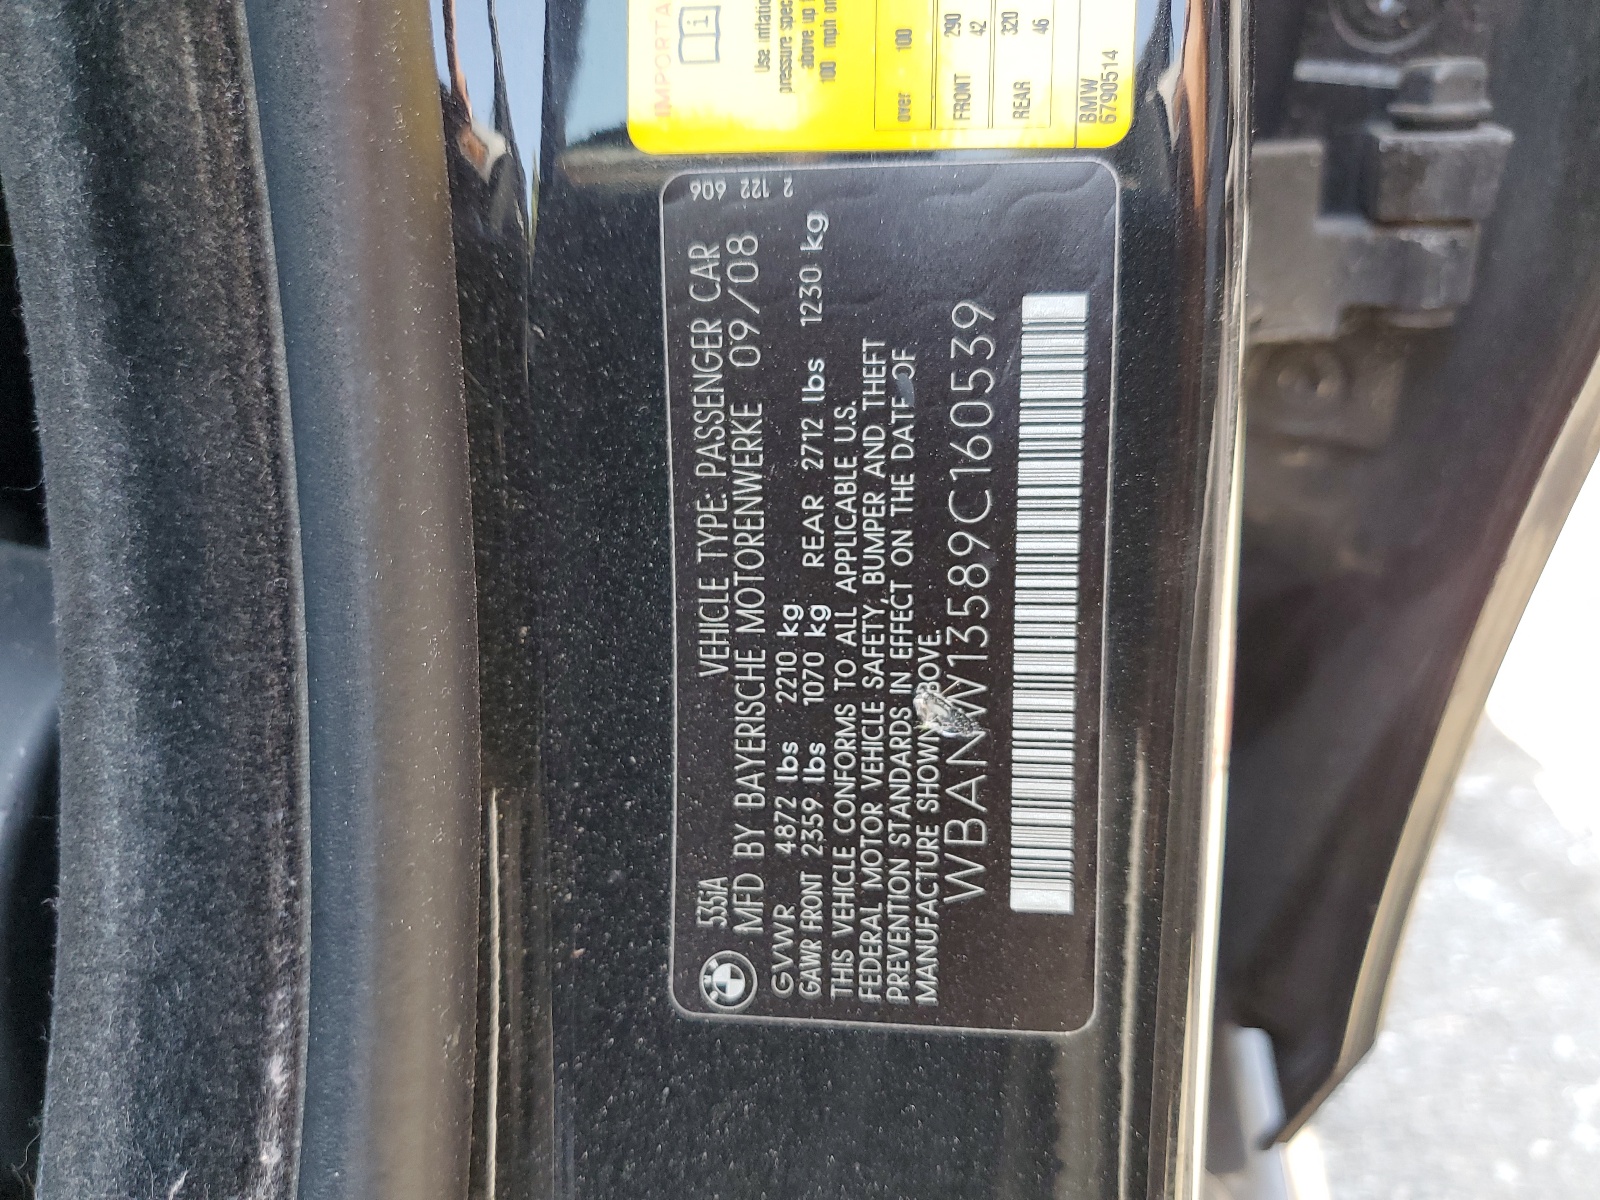 535iA VEHICLE TYPE: PASSENGER CAR 606
MFD BY BAYERISCHE MOTORENWERKE 09/08 122
GVWR 4872 lbs 2210 kg 2
GAWR FRONT 2359 lbs 1070 kg REAR 2712 lbs 1230 kg
THIS VEHICLE CONFORMS TO ALL APPLICABLE U.S.
FEDERAL MOTOR VEHICLE SAFETY, BUMPER AND THEFT
PREVENTION STANDARDS IN EFFECT ON THE DATE OF
MANUFACTURE SHOWN ABOVE.
WBANW13589C160539
IMPORTA
i
Use
pressure spec
above up
100 mph
over 100
FRONT 290
42
REAR 320
46
BMW
6790514